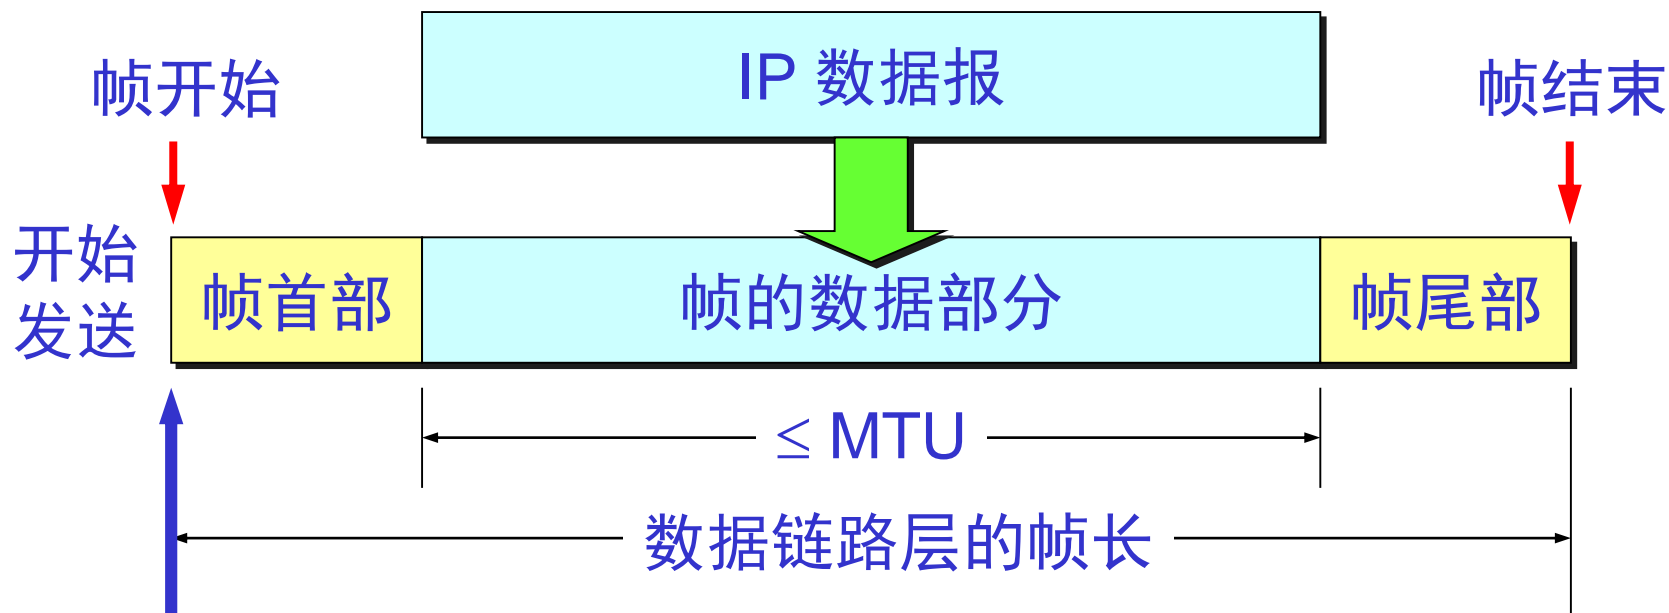 IP 数据报
帧开始
帧结束
开始
发送
帧首部
帧的数据部分
帧尾部
≤ MTU
数据链路层的帧长